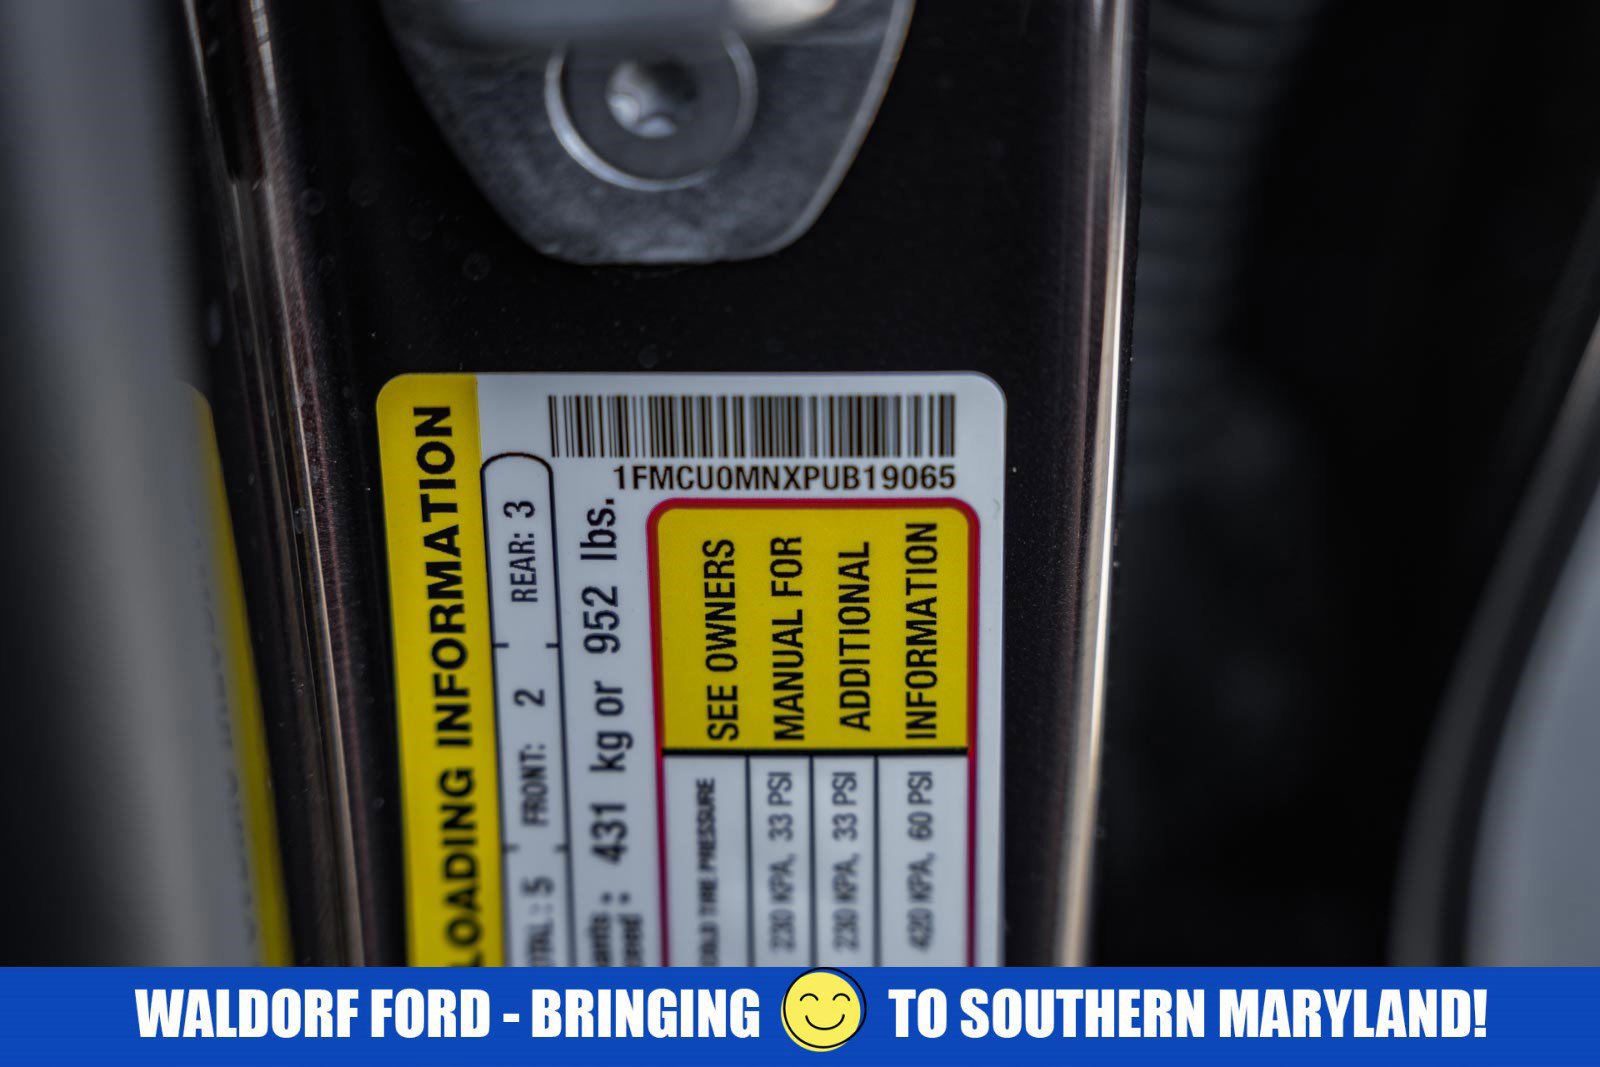 LOADING INFORMATION
1FMCU0MNXPUB19065
FRONT: 2 REAR: 3
431 kg or 952 lbs.
SEE OWNERS
MANUAL FOR
ADDITIONAL
INFORMATION
COLD TIRE PRESSURE
230 KPA, 33 PSI
230 KPA, 33 PSI
420 KPA, 60 PSI
WALDORF FORD - BRINGING TO SOUTHERN MARYLAND!